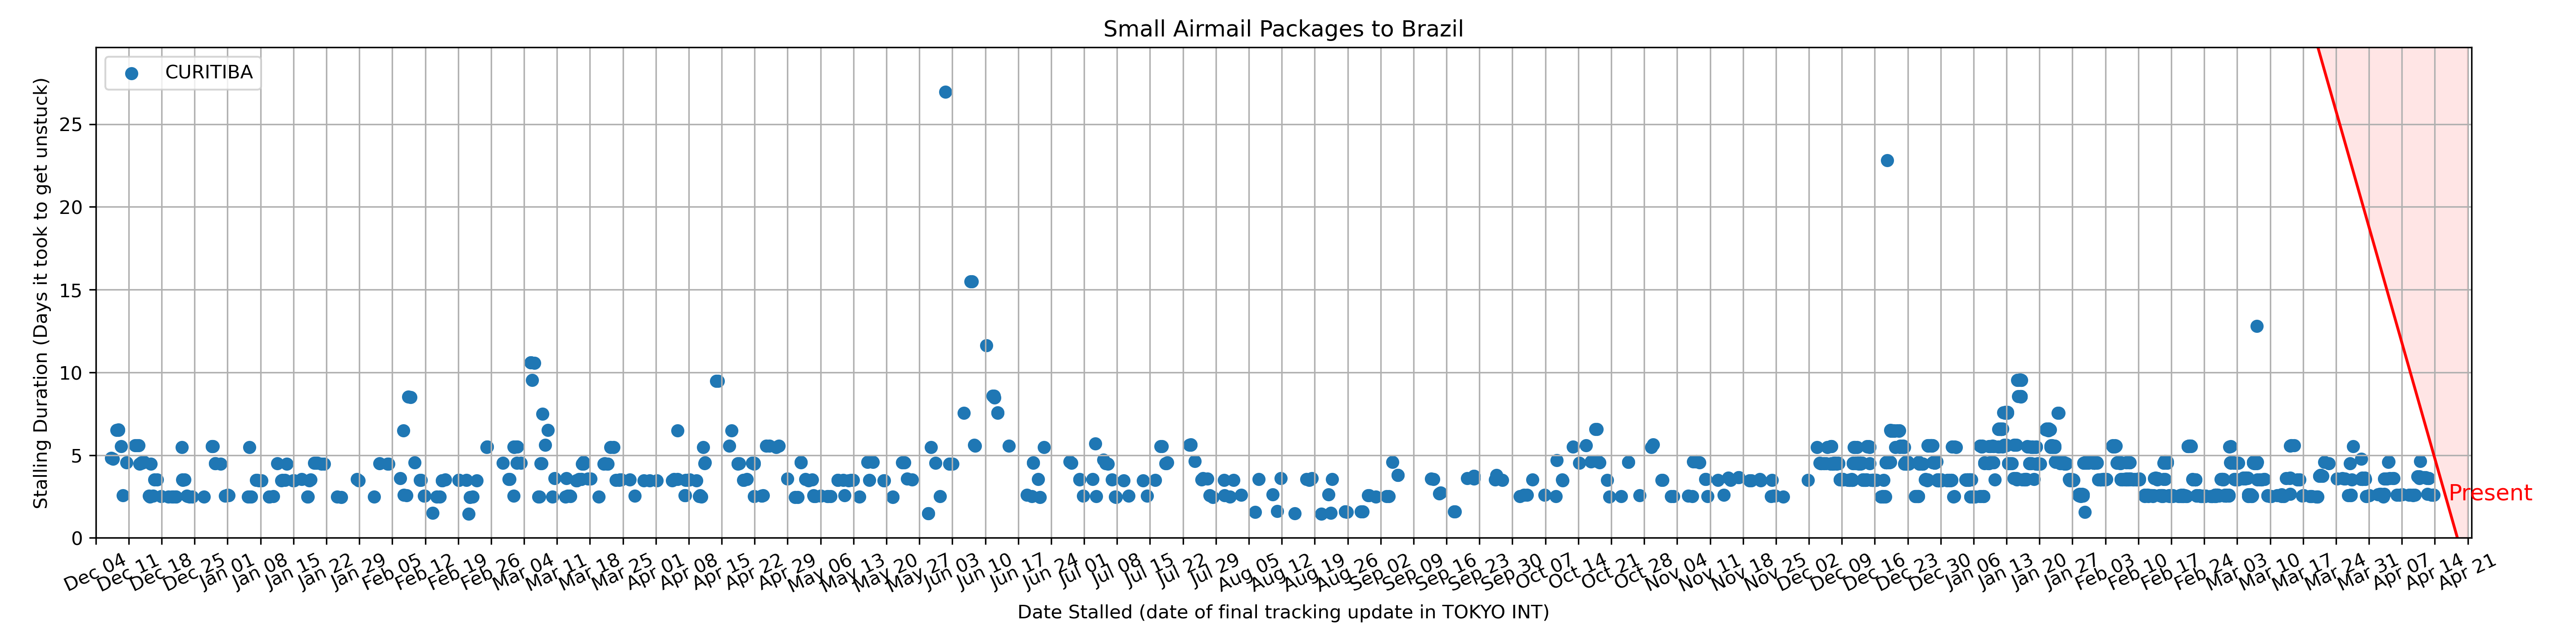 Small Airmail Packages to Brazil
CURITIBA
Stalling Duration (Days it took to get unstuck)
25
20
15
10
5
0
Present
Dec 04
Dec 11
Dec 18
Dec 25
Jan 01
Jan 08
Jan 15
Jan 22
Jan 29
Feb 05
Feb 12
Feb 19
Feb 26
Mar 04
Mar 11
Mar 18
Mar 25
Apr 01
Apr 08
Apr 15
Apr 22
Apr 29
May 06
May 13
May 20
May 27
Jun 03
Jun 10
Jun 17
Jun 24
Jul 01
Jul 08
Jul 15
Jul 22
Jul 29
Aug 05
Aug 12
Aug 19
Aug 26
Sep 02
Sep 09
Sep 16
Sep 23
Sep 30
Oct 07
Oct 14
Oct 21
Oct 28
Nov 04
Nov 11
Nov 18
Nov 25
Dec 02
Dec 09
Dec 16
Dec 23
Dec 30
Jan 06
Jan 13
Jan 20
Jan 27
Feb 03
Feb 10
Feb 17
Feb 24
Mar 03
Mar 10
Mar 17
Mar 24
Mar 31
Apr 07
Apr 14
Apr 21
Date Stalled (date of final tracking update in TOKYO INT)